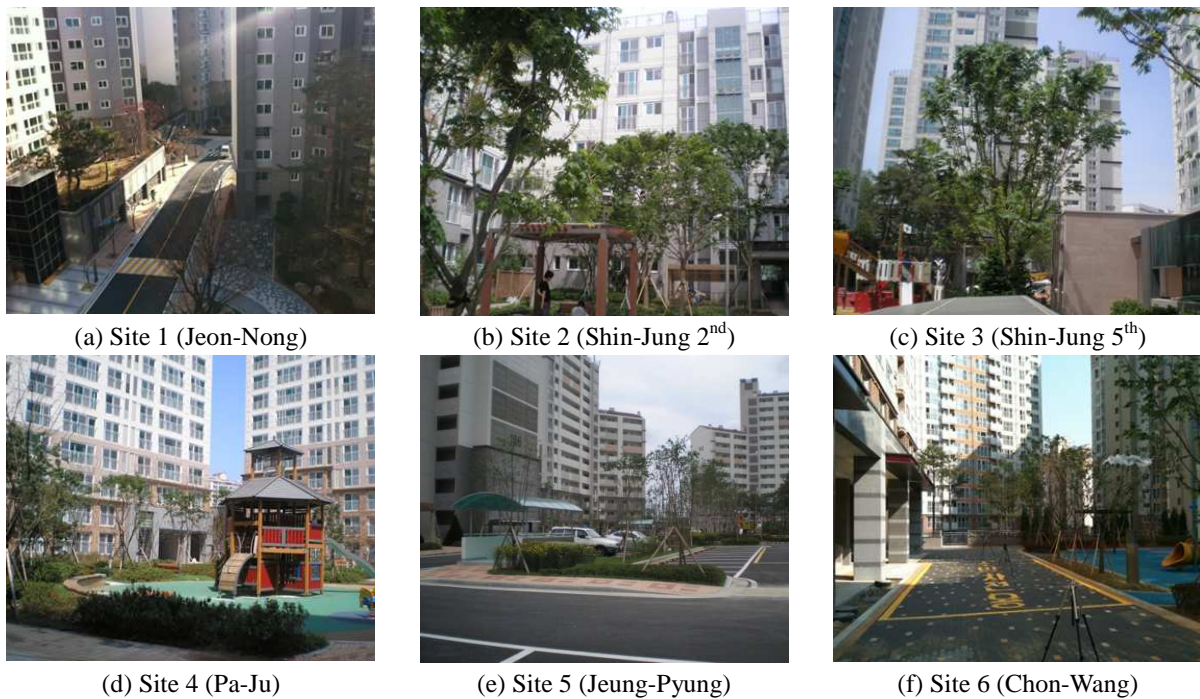 (a) Site 1 (Jeon-Nong)
(b) Site 2 (Shin-Jung 2nd)
(c) Site 3 (Shin-Jung 5th)
(d) Site 4 (Pa-Ju)
(e) Site 5 (Jeung-Pyung)
(f) Site 6 (Chon-Wang)